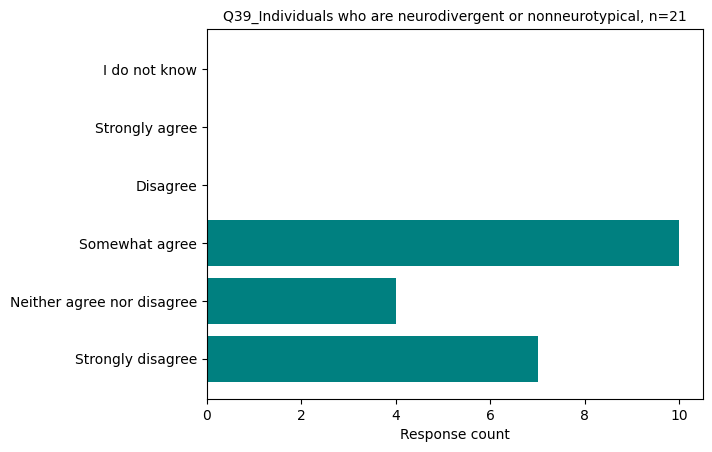 Q39_Individuals who are neurodivergent or nonneurotypical, n=21
I do not know
Strongly agree
Disagree
Somewhat agree
Neither agree nor disagree
Strongly disagree
0 2 4 6 8 10
Response count